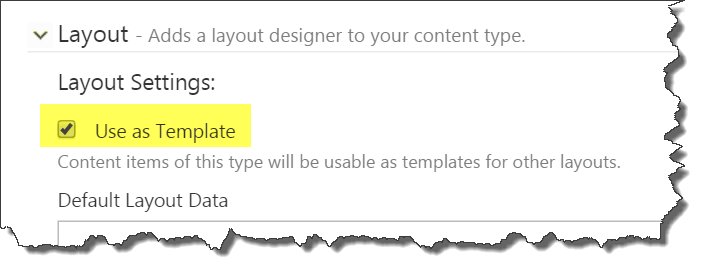 Layout - Adds a layout designer to your content type.
Layout Settings:
Use as Template
Content items of this type will be usable as templates for other layouts.
Default Layout Data